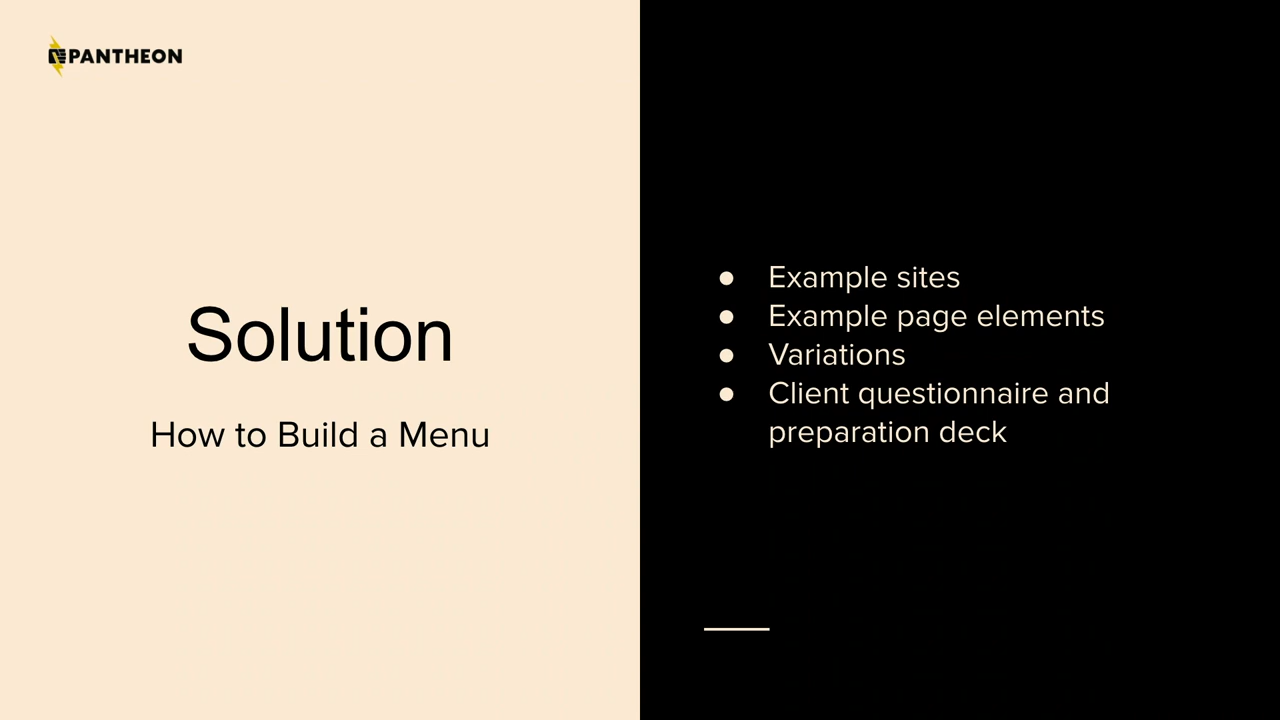 PANTHEON
Solution
How to Build a Menu
● Example sites
● Example page elements
● Variations
● Client questionnaire and
preparation deck